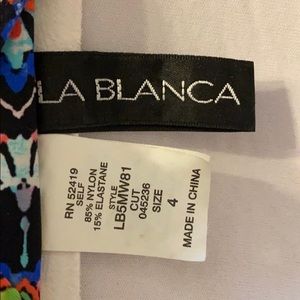 LA BLANCA
RN 52419
SELF
85% NYLON
15% ELASTANE
STYLE
LB5MW81
CUT
045236
SIZE
4
MADE IN CHINA